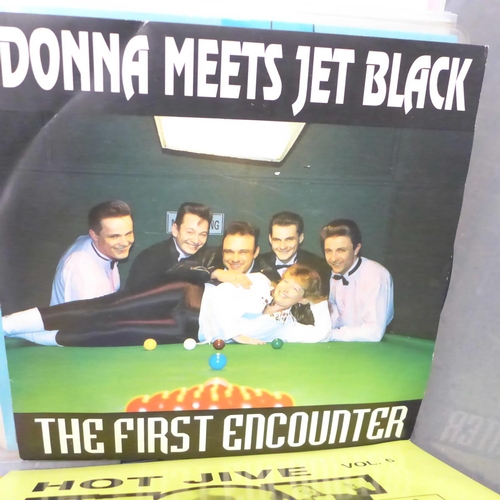 DONNA MEETS JET BLACK
THE FIRST ENCOUNTER
HOT JIVE VOL. 6